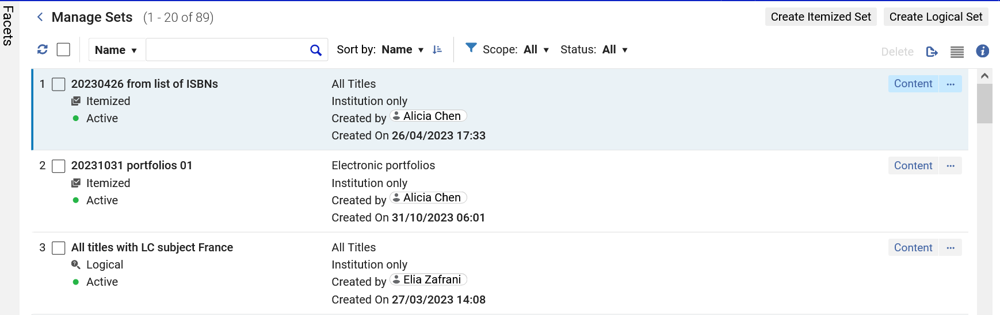 Facets
Manage Sets (1 - 20 of 89)
Create Itemized Set
Create Logical Set
Name
Sort by: Name
Scope: All
Status: All
Delete
1 20230426 from list of ISBNs
Itemized
Active
All Titles
Institution only
Created by Alicia Chen
Created On 26/04/2023 17:33
Content
2 20231031 portfolios 01
Itemized
Active
Electronic portfolios
Institution only
Created by Alicia Chen
Created On 31/10/2023 06:01
Content
3 All titles with LC subject France
Logical
Active
All Titles
Institution only
Created by Elia Zafrani
Created On 27/03/2023 14:08
Content